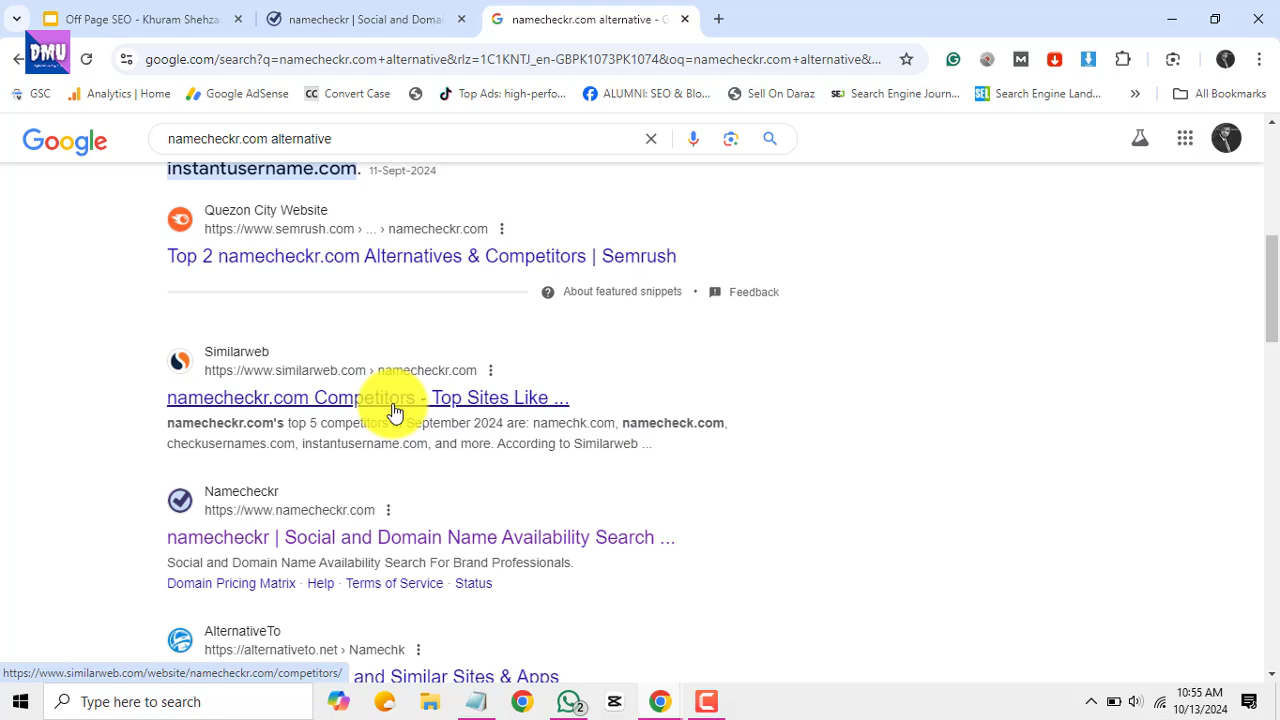 Off Page SEO - Khuram Shehza
namecheckr | Social and Doma
namecheckr.com alternative - G
DMU
google.com/search?q=namecheckr.com+alternative&rlz=1C1KNTJ_en-GBPK1073PK1074&oq=namecheckr.com+alternative&...
GSC
Analytics | Home
Google AdSense
CC Convert Case
Top Ads: high-perfo...
ALUMNI: SEO & Blo...
Sell On Daraz
SEJ Search Engine Journ...
SEL Search Engine Land...
All Bookmarks
Google
namecheckr.com alternative
instantusername.com. 11-Sept-2024
Quezon City Website
https://www.semrush.com › ... › namecheckr.com
Top 2 namecheckr.com Alternatives & Competitors | Semrush
About featured snippets • Feedback
Similarweb
https://www.similarweb.com › namecheckr.com
namecheckr.com Competitors - Top Sites Like ...
namecheckr.com's top 5 competitors in September 2024 are: namechk.com, namecheck.com,
checkusernames.com, instantusername.com, and more. According to Similarweb ...
Namecheckr
https://www.namecheckr.com
namecheckr | Social and Domain Name Availability Search ...
Social and Domain Name Availability Search For Brand Professionals.
Domain Pricing Matrix · Help · Terms of Service · Status
AlternativeTo
https://alternativeto.net › Namechk
and Similar Sites & Apps
https://www.similarweb.com/website/namecheckr.com/competitors/
Type here to search
2
10:55 AM
10/13/2024